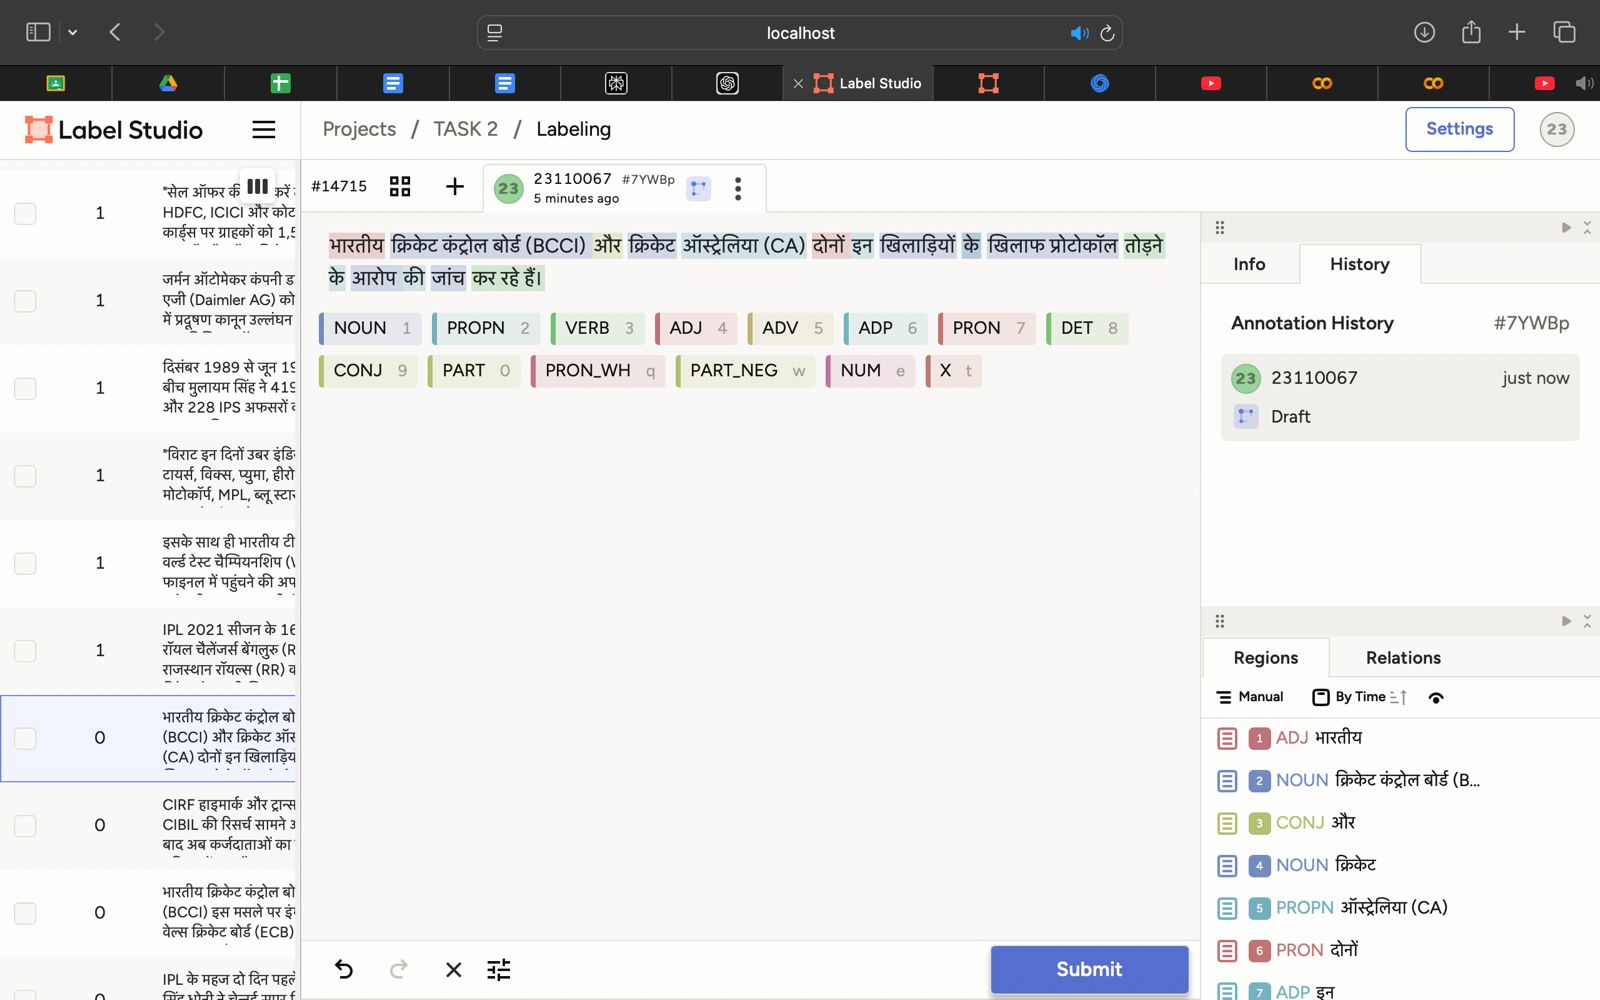 localhost
Label Studio
Label Studio
Projects / TASK 2 / Labeling
Settings
23
#14715
23
23110067 #7YWBp
5 minutes ago
1
"सेल ऑफर की
करें
HDFC, ICICI और कोट
कार्ड्स पर ग्राहकों को 1,5
1
जर्मन ऑटोमेकर कंपनी ड
एजी (Daimler AG) को
में प्रदूषण कानून उल्लंघन
1
दिसंबर 1989 से जून 19
बीच मुलायम सिंह ने 419
और 228 IPS अफसरों
1
"विराट इन दिनों उबर इंडि
टायर्स, विक्स, प्यूमा, हीरो
मोटोकॉर्प, MPL, ब्लू स्टार
1
इसके साथ ही भारतीय टी
वर्ल्ड टेस्ट चैम्पियनशिप (
फाइनल में पहुंचने की अप
1
IPL 2021 सीजन के 16
रॉयल चैलेंजर्स बेंगलुरु (R
राजस्थान रॉयल्स (RR)
0
भारतीय क्रिकेट कंट्रोल बो
(BCCI) और क्रिकेट ऑस
(CA) दोनों इन खिलाड़िय
0
CIRF हाइमार्क और ट्रान्स
CIBIL की रिसर्च सामने
बाद अब कर्जदाताओं का
0
भारतीय क्रिकेट कंट्रोल बो
(BCCI) इस मसले पर इं
वेल्स क्रिकेट बोर्ड (ECB)
IPL के महज दो दिन पहले
भारतीय क्रिकेट कंट्रोल बोर्ड (BCCI) और क्रिकेट ऑस्ट्रेलिया (CA) दोनों इन खिलाड़ियों के खिलाफ प्रोटोकॉल तोड़ने
के आरोप की जांच कर रहे हैं।
NOUN 1 PROPN 2 VERB 3 ADJ 4 ADV 5 ADP 6 PRON 7 DET 8
CONJ 9 PART 0 PRON_WH q PART_NEG w NUM e X t
Submit
Info History
Annotation History #7YWBp
23 23110067 just now
Draft
Regions Relations
Manual By Time
1 ADJ भारतीय
2 NOUN क्रिकेट कंट्रोल बोर्ड (B...
3 CONJ और
4 NOUN क्रिकेट
5 PROPN ऑस्ट्रेलिया (CA)
6 PRON दोनों
7 ADP इन